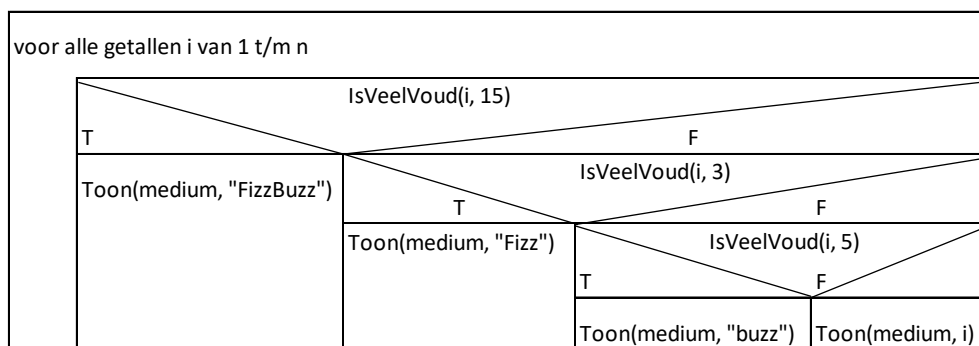 voor alle getallen i van 1 t/m n
IsVeelVoud(i, 15)
T
F
Toon(medium, "FizzBuzz")
IsVeelVoud(i, 3)
T
F
Toon(medium, "Fizz")
IsVeelVoud(i, 5)
T
F
Toon(medium, "buzz")
Toon(medium, i)